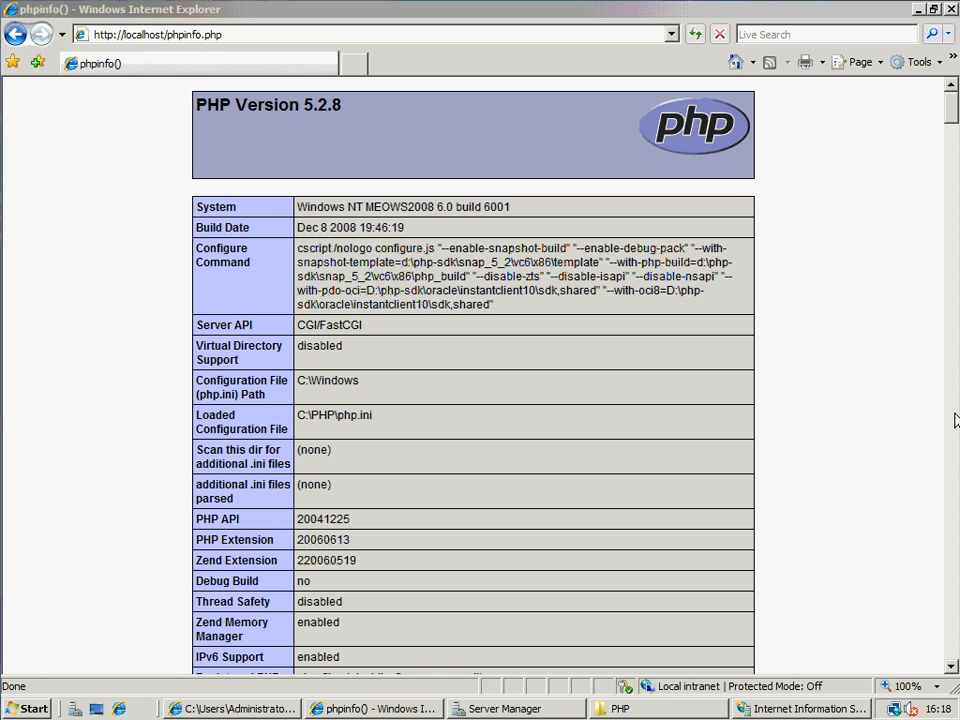 phpinfo() - Windows Internet Explorer
http://localhost/phpinfo.php
Live Search
phpinfo()
Page
Tools
PHP Version 5.2.8
php
System Windows NT MEOWS2008 6.0 build 6001
Build Date Dec 8 2008 19:46:19
Configure Command cscript /nologo configure.js "--enable-snapshot-build" "--enable-debug-pack" "--with-
snapshot-template=d:\php-sdk\snap_5_2\vc6\x86\template" "--with-php-build=d:\php-
sdk\snap_5_2\vc6\x86\php_build" "--disable-zts" "--disable-isapi" "--disable-nsapi" "--
with-pdo-oci=D:\php-sdk\oracle\instantclient10\sdk,shared" "--with-oci8=D:\php-
sdk\oracle\instantclient10\sdk,shared"
Server API CGI/FastCGI
Virtual Directory
Support disabled
Configuration File
(php.ini) Path C:\Windows
Loaded
Configuration File C:\PHP\php.ini
Scan this dir for
additional .ini files (none)
additional .ini files
parsed (none)
PHP API 20041225
PHP Extension 20060613
Zend Extension 220060519
Debug Build no
Thread Safety disabled
Zend Memory
Manager enabled
IPv6 Support enabled
Done
Local intranet | Protected Mode: Off
100%
Start
C:\Users\Administrato...
phpinfo() - Windows I...
Server Manager
PHP
Internet Information S...
16:18